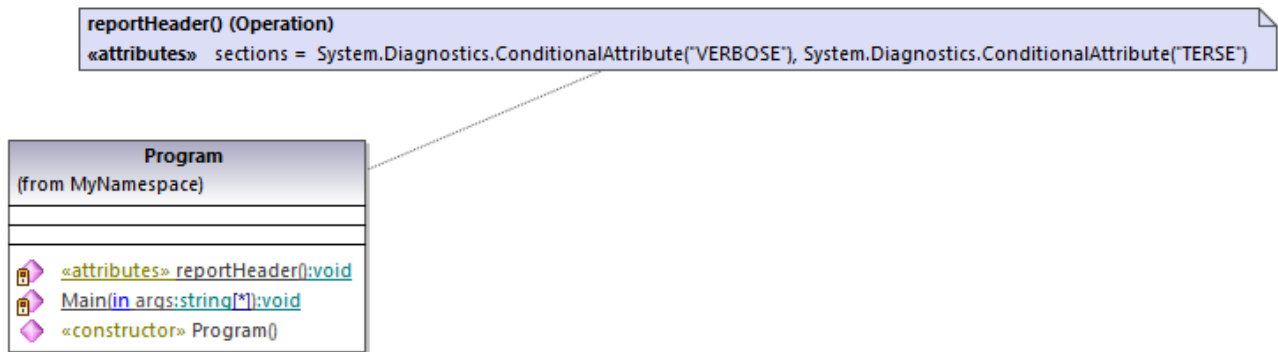 reportHeader() (Operation)
«attributes» sections = System.Diagnostics.ConditionalAttribute("VERBOSE"), System.Diagnostics.ConditionalAttribute("TERSE")
Program
(from MyNamespace)
«attributes» reportHeader():void
Main(in args:string[*]):void
«constructor» Program()